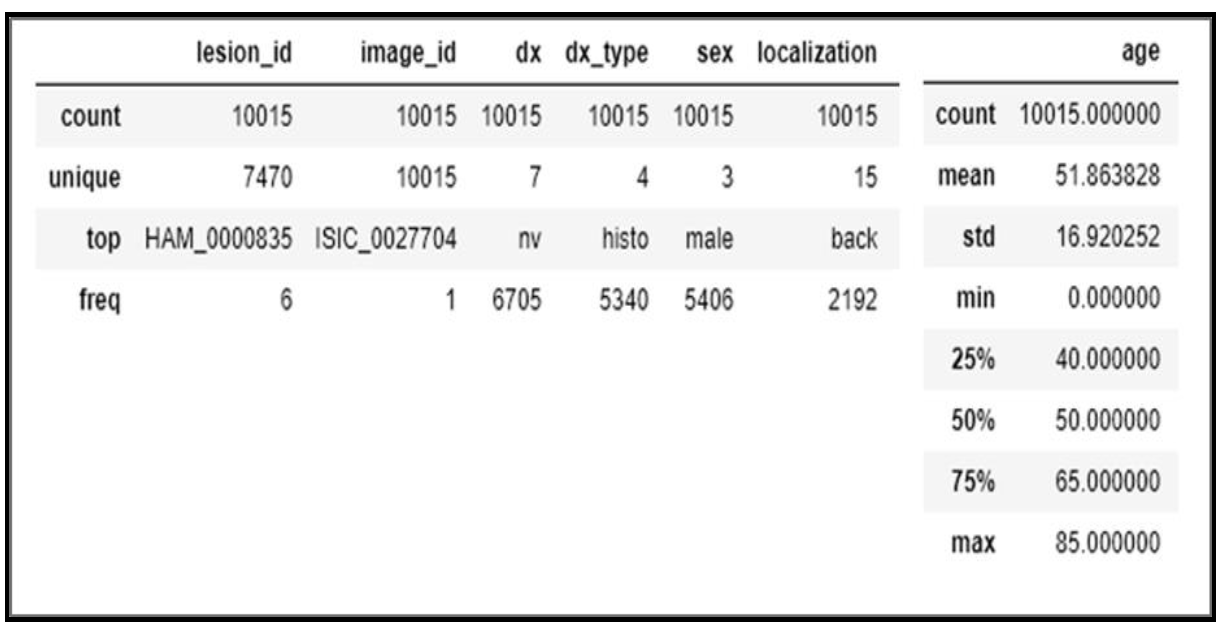 lesion_id image_id dx dx_type sex localization age
count 10015 10015 10015 10015 10015 10015 count 10015.000000
unique 7470 10015 7 4 3 15 mean 51.863828
top HAM_0000835 ISIC_0027704 nv histo male back std 16.920252
freq 6 1 6705 5340 5406 2192 min 0.000000
25% 40.000000
50% 50.000000
75% 65.000000
max 85.000000